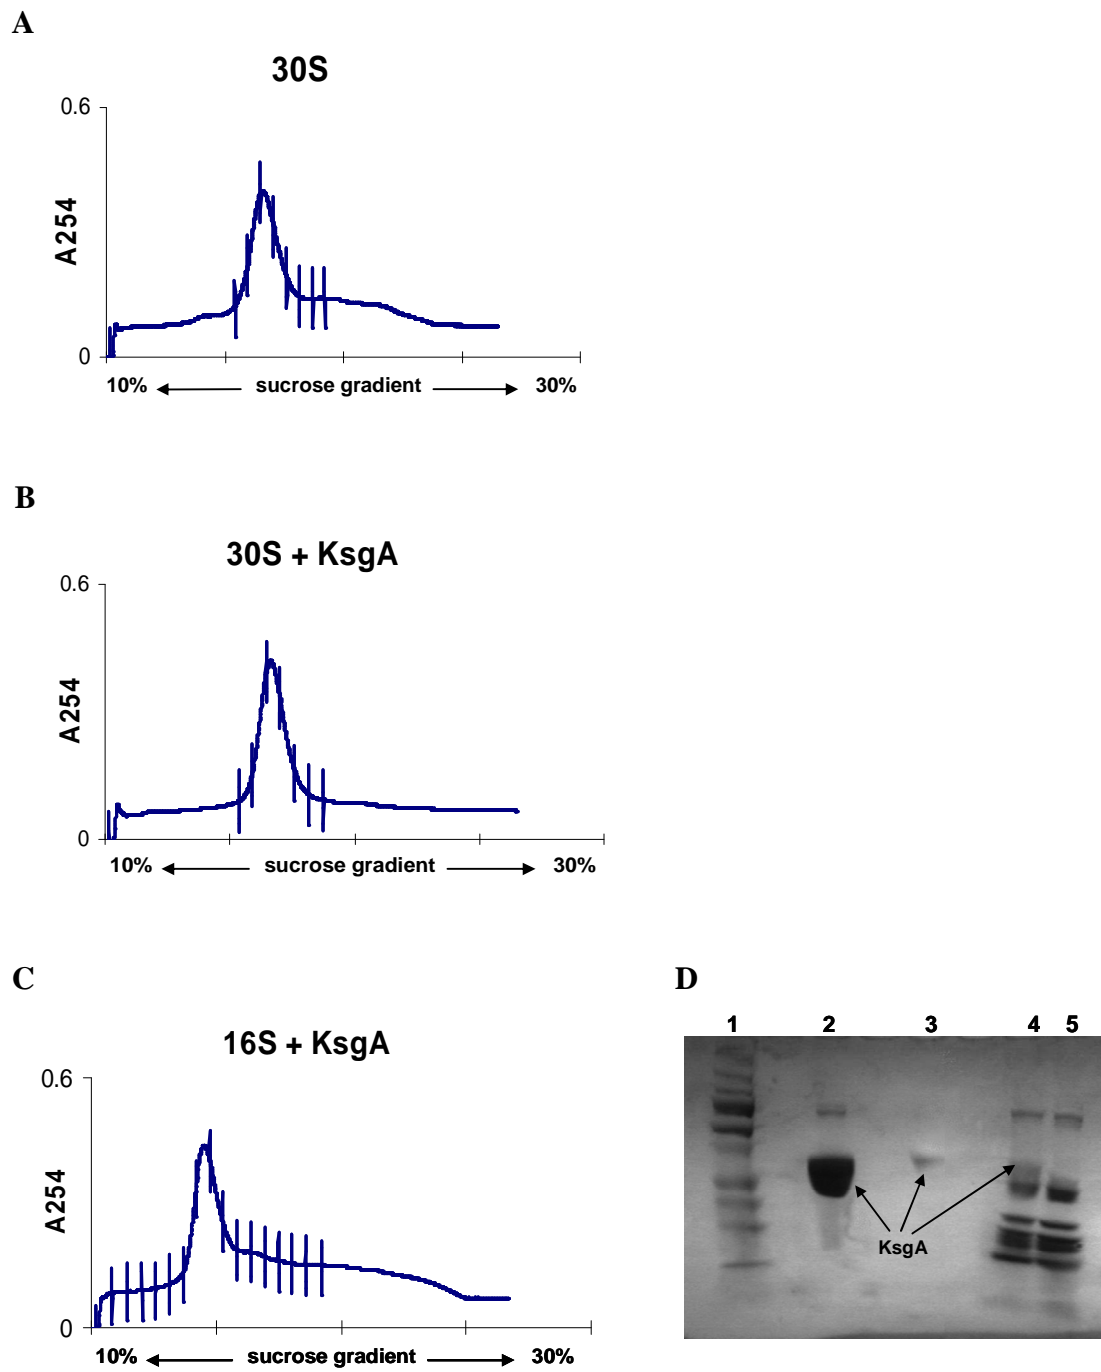 A
30S
0.6
A254
0
10% sucrose gradient 30%
B
30S + KsgA
0.6
A254
0
10% sucrose gradient 30%
C
16S + KsgA
0.6
A254
0
10% sucrose gradient 30%
D
1 2 3 4 5
KsgA